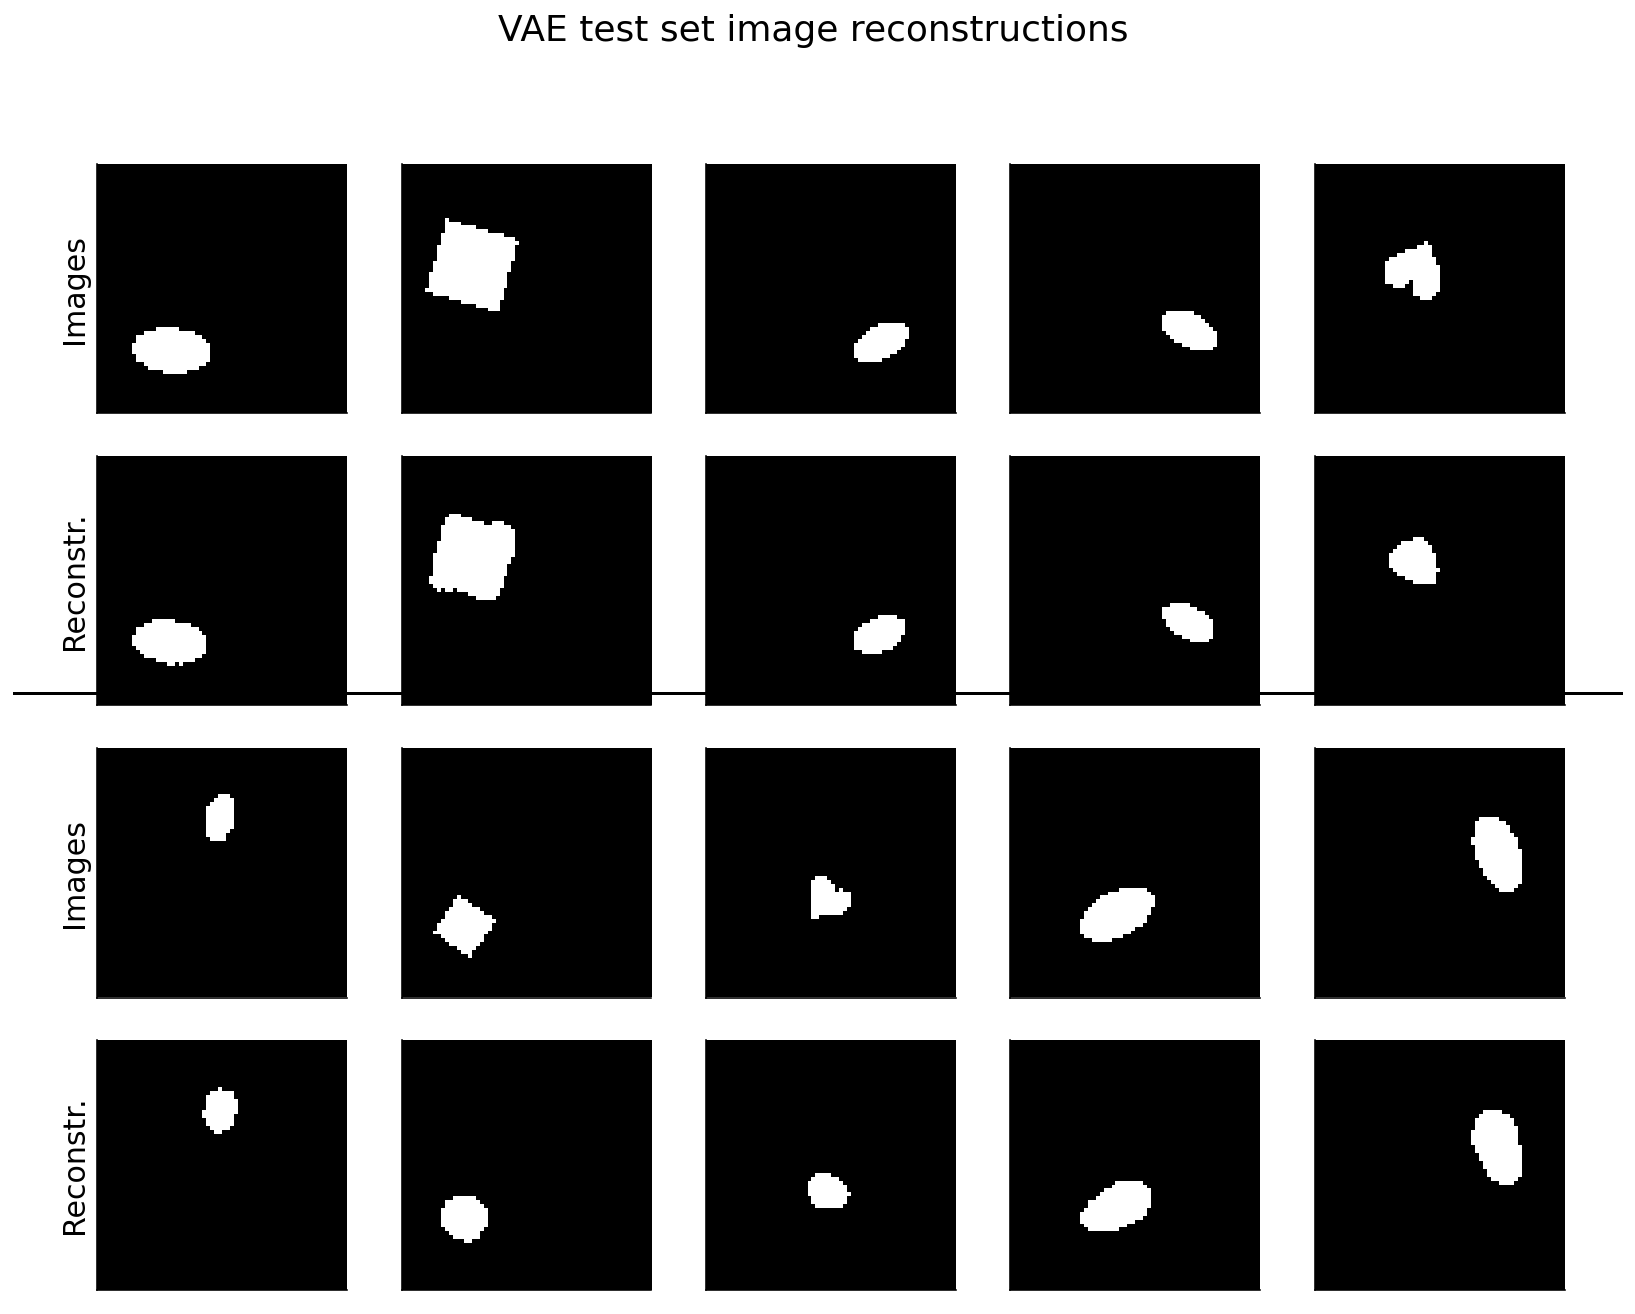 VAE test set image reconstructions
Images
Reconstr.
Images
Reconstr.